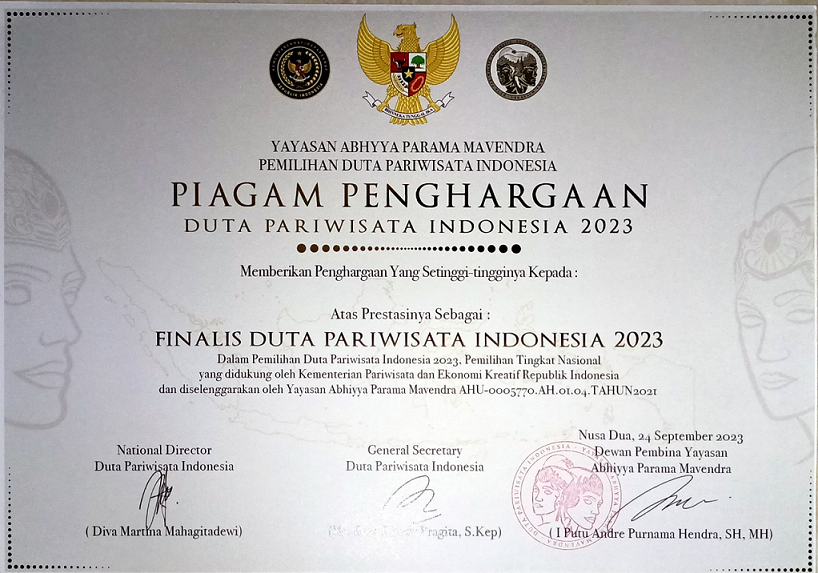 YAYASAN ABHYYA PARAMA MAVENDRA
PEMILIHAN DUTA PARIWISATA INDONESIA
PIAGAM PENGHARGAAN
DUTA PARIWISATA INDONESIA 2023
Memberikan Penghargaan Yang Setinggi-tingginya Kepada :
Atas Prestasinya Sebagai :
FINALIS DUTA PARIWISATA INDONESIA 2023
Dalam Pemilihan Duta Pariwisata Indonesia 2023, Pemilihan Tingkat Nasional
yang didukung oleh Kementerian Pariwisata dan Ekonomi Kreatif Republik Indonesia
dan diselenggarakan oleh Yayasan Abhyya Parama Mavendra AHU-0005770.AH.01.04.TAHUN2021
Nusa Dua, 24 September 2023
National Director
Duta Pariwisata Indonesia
General Secretary
Duta Pariwisata Indonesia
Dewan Pembina Yayasan
Abhiyya Parama Mavendra
( Diva Martina Mahagitadewi)
Pragita, S.Kep)
( I Putu Andre Purnama Hendra, SH, MH)